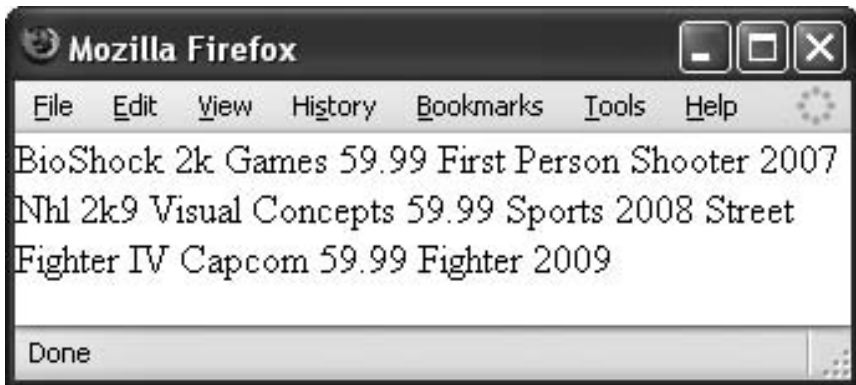 Mozilla Firefox
File Edit View History Bookmarks Tools Help
BioShock 2k Games 59.99 First Person Shooter 2007
Nhl 2k9 Visual Concepts 59.99 Sports 2008 Street
Fighter IV Capcom 59.99 Fighter 2009
Done